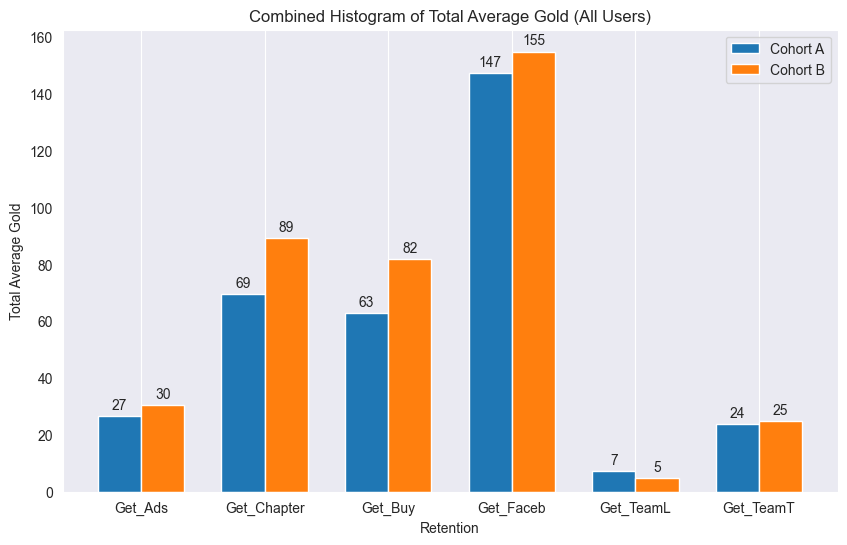 Combined Histogram of Total Average Gold (All Users)
Cohort A
Cohort B
Total Average Gold
160
140
120
100
80
60
40
20
0
27
30
69
89
63
82
147
155
7
5
24
25
Get_Ads
Get_Chapter
Get_Buy
Get_Faceb
Get_TeamL
Get_TeamT
Retention